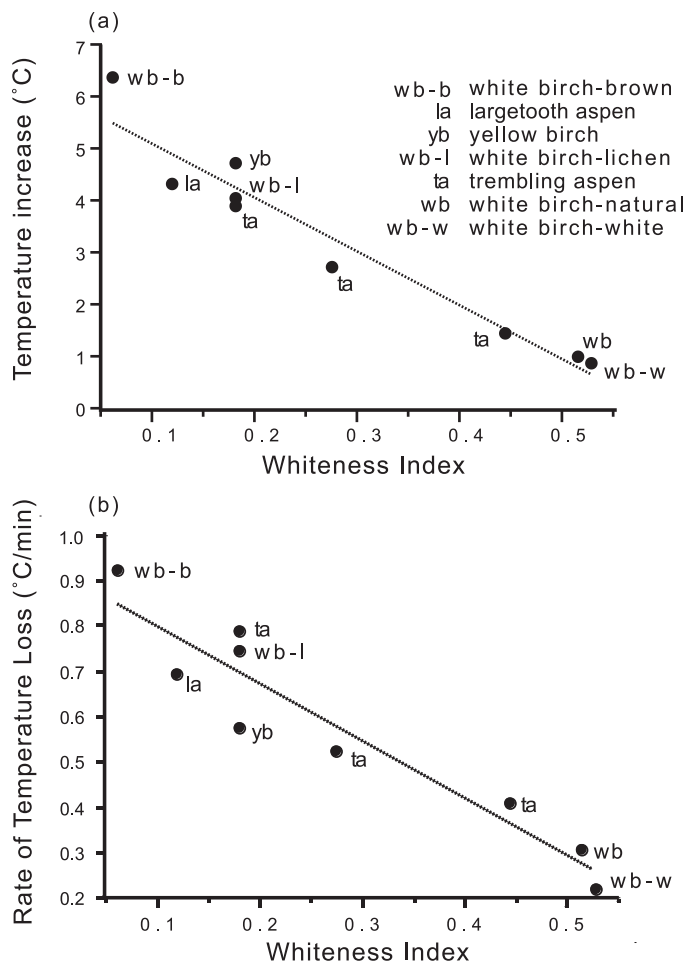 (a)
Temperature increase (˚C)
7
6
5
4
3
2
1
0
wb-b
la
yb
wb-l
ta
ta
ta
wb
wb-w
wb-b white birch-brown
la largetooth aspen
yb yellow birch
wb-l white birch-lichen
ta trembling aspen
wb white birch-natural
wb-w white birch-white
0.1 0.2 0.3 0.4 0.5
Whiteness Index
(b)
Rate of Temperature Loss (˚C/min)
1.0
0.9
0.8
0.7
0.6
0.5
0.4
0.3
0.2
wb-b
ta
wb-l
la
yb
ta
ta
wb
wb-w
0.1 0.2 0.3 0.4 0.5
Whiteness Index